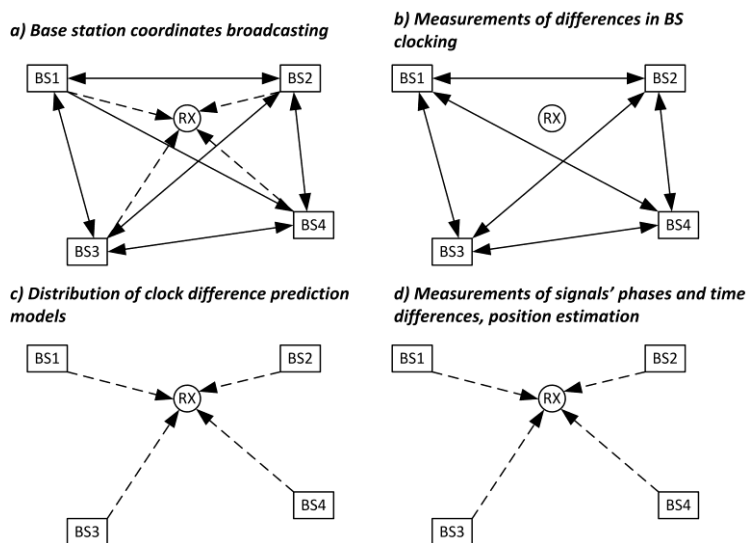 a) Base station coordinates broadcasting
BS1
BS2
RX
BS3
BS4
b) Measurements of differences in BS
clocking
BS1
BS2
RX
BS3
BS4
c) Distribution of clock difference prediction
models
BS1
BS2
RX
BS3
BS4
d) Measurements of signals' phases and time
differences, position estimation
BS1
BS2
RX
BS3
BS4